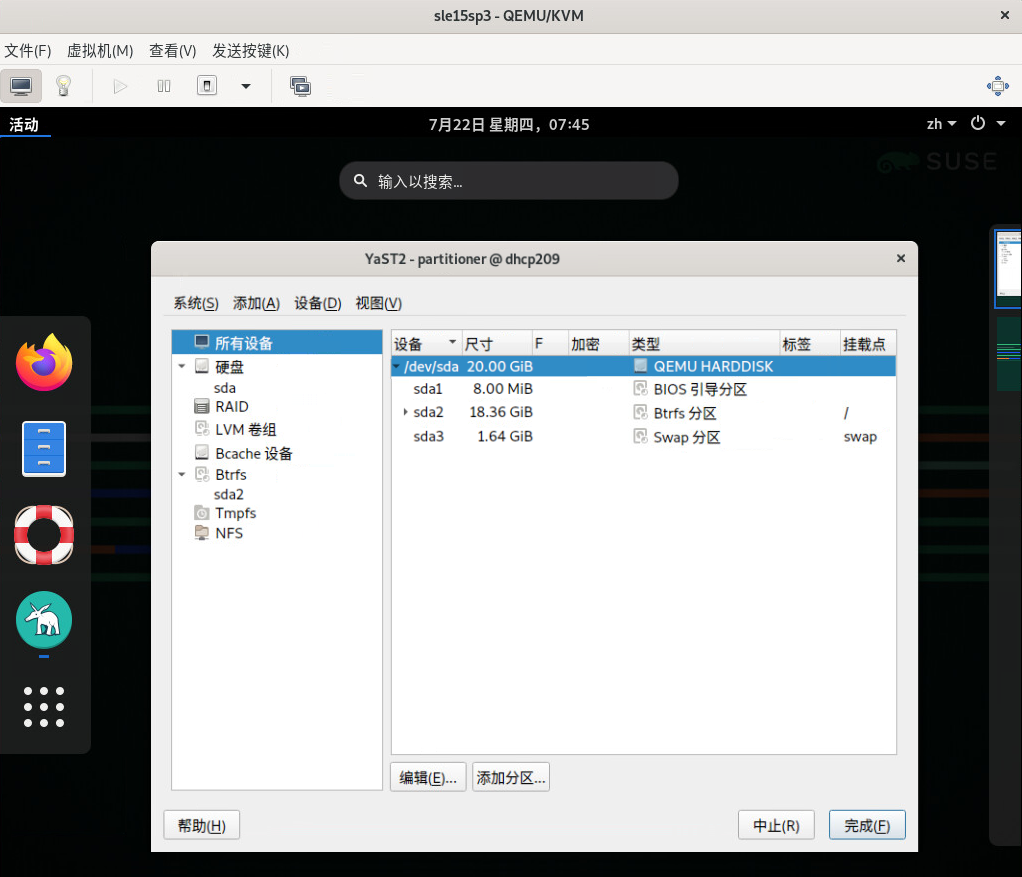 sle15sp3 - QEMU/KVM
文件(F) 虚拟机(M) 查看(V) 发送按键(K)
活动 7月22日 星期四，07:45 zh
SUSE
输入以搜索...
YaST2 - partitioner @ dhcp209
系统(S) 添加(A) 设备(D) 视图(V)
所有设备
硬盘
sda
RAID
LVM 卷组
Bcache 设备
Btrfs
sda2
Tmpfs
NFS
设备 尺寸 F 加密 类型 标签 挂载点
/dev/sda 20.00 GiB QEMU HARDDISK
sda1 8.00 MiB BIOS 引导分区
sda2 18.36 GiB Btrfs 分区 /
sda3 1.64 GiB Swap 分区 swap
编辑(E)... 添加分区...
帮助(H) 中止(R) 完成(F)